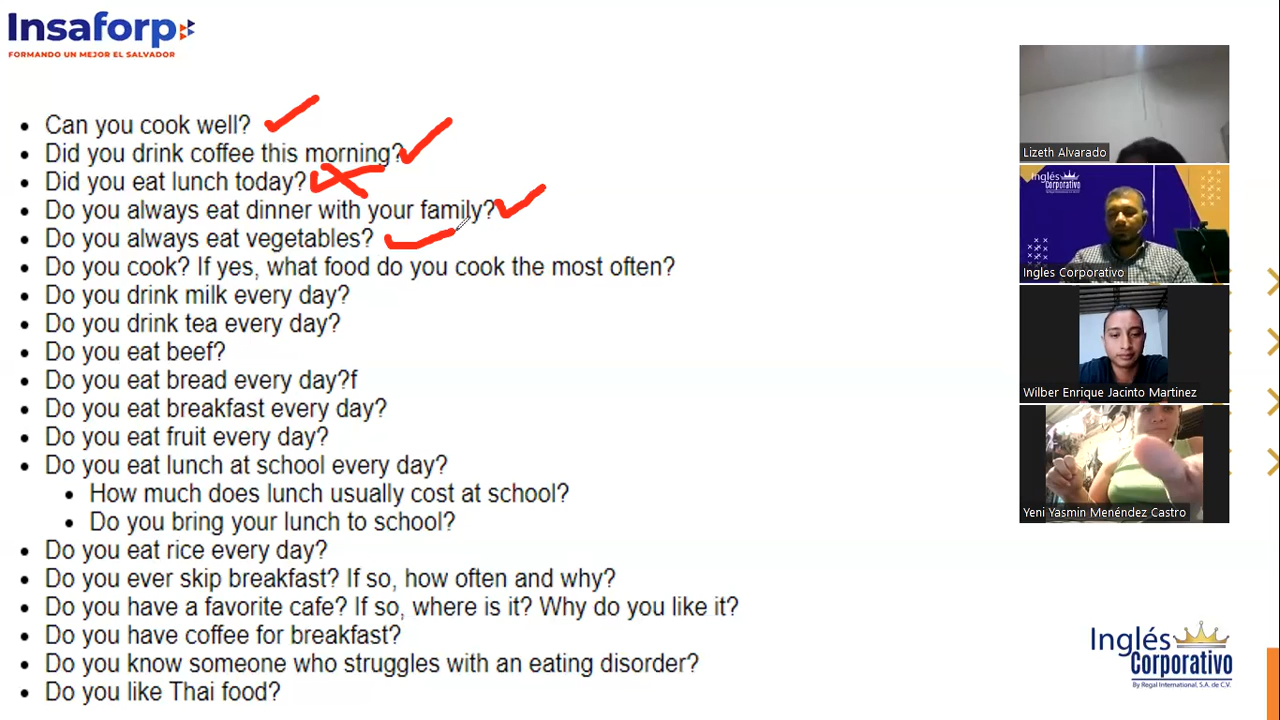 Insaforp
FORMANDO UN MEJOR EL SALVADOR
Can you cook well?
Did you drink coffee this morning?
Did you eat lunch today?
Do you always eat dinner with your family?
Do you always eat vegetables?
Do you cook? If yes, what food do you cook the most often?
Do you drink milk every day?
Do you drink tea every day?
Do you eat beef?
Do you eat bread every day?f
Do you eat breakfast every day?
Do you eat fruit every day?
Do you eat lunch at school every day?
How much does lunch usually cost at school?
Do you bring your lunch to school?
Do you eat rice every day?
Do you ever skip breakfast? If so, how often and why?
Do you have a favorite cafe? If so, where is it? Why do you like it?
Do you have coffee for breakfast?
Do you know someone who struggles with an eating disorder?
Do you like Thai food?
Lizeth Alvarado
Inglés
Corporativo
Ingles Corporativo
Wilber Enrique Jacinto Martinez
Yeni Yasmin Menéndez Castro
Inglés
Corporativo
By Regal International, S.A. de C.V.